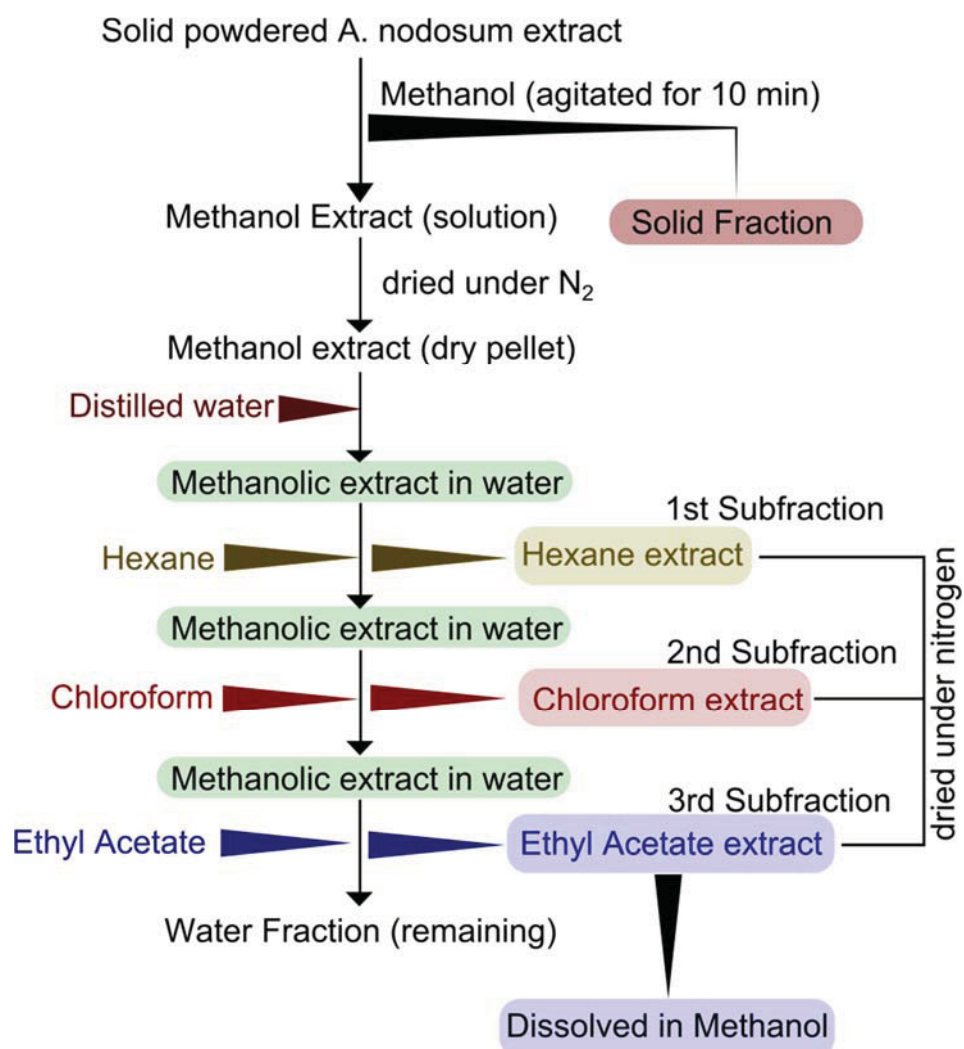 Solid powdered A. nodosum extract
Methanol (agitated for 10 min)
Methanol Extract (solution)
Solid Fraction
dried under N₂
Methanol extract (dry pellet)
Distilled water
Methanolic extract in water
1st Subfraction
Hexane
Hexane extract
Methanolic extract in water
2nd Subfraction
Chloroform
Chloroform extract
dried under nitrogen
Methanolic extract in water
3rd Subfraction
Ethyl Acetate
Ethyl Acetate extract
Water Fraction (remaining)
Dissolved in Methanol